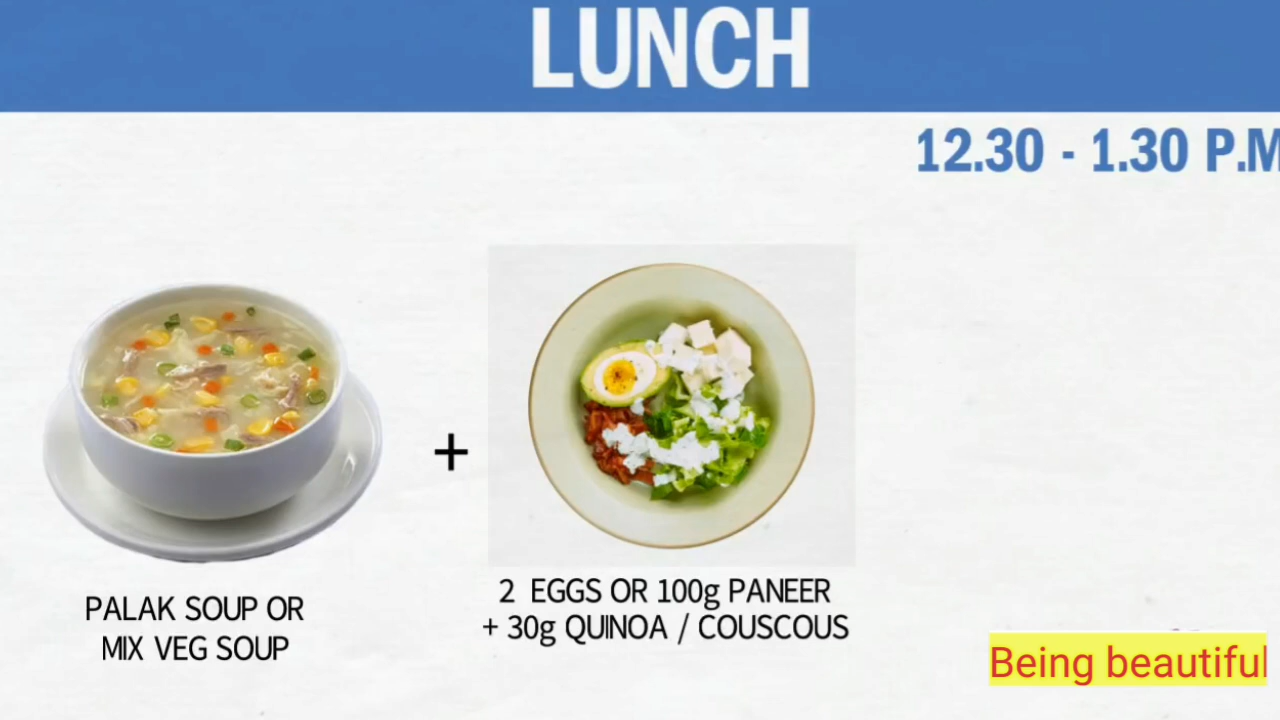 LUNCH
12.30 - 1.30 P.M
PALAK SOUP OR
MIX VEG SOUP
+
2 EGGS OR 100g PANEER
+ 30g QUINOA / COUSCOUS
Being beautiful